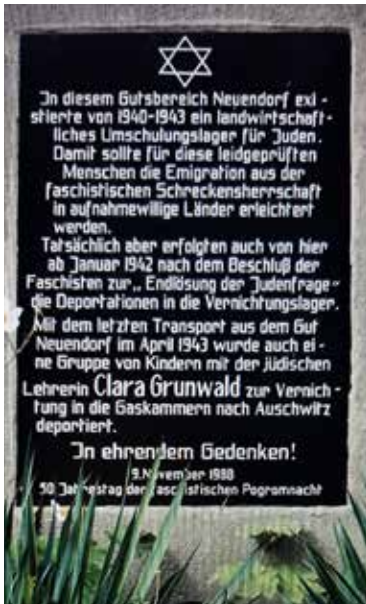 In diesem Gutsbereich Neuendorf exi-
stierte von 1940-1943 ein landwirtschaft-
liches Umschulungslager für Juden.
Damit sollte für diese leidgeprüften
Menschen die Emigration aus der
faschistischen Schreckensherrschaft
in aufnahmewillige Länder erleichtert
werden.
Tatsächlich aber erfolgten auch von hier
ab Januar 1942 nach dem Beschluß der
Faschisten zur „Endlösung der Judenfrage"
die Deportationen in die Vernichtungslager.
Mit dem letzten Transport aus dem Gut
Neuendorf im April 1943 wurde auch ei-
ne Gruppe von Kindern mit der jüdischen
Lehrerin Clara Grunwald zur Vernich-
tung in die Gaskammern nach Auschwitz
deportiert.
In ehrendem Gedenken!
9. November 1988
50. Jahrestag der faschistischen Pogromnacht